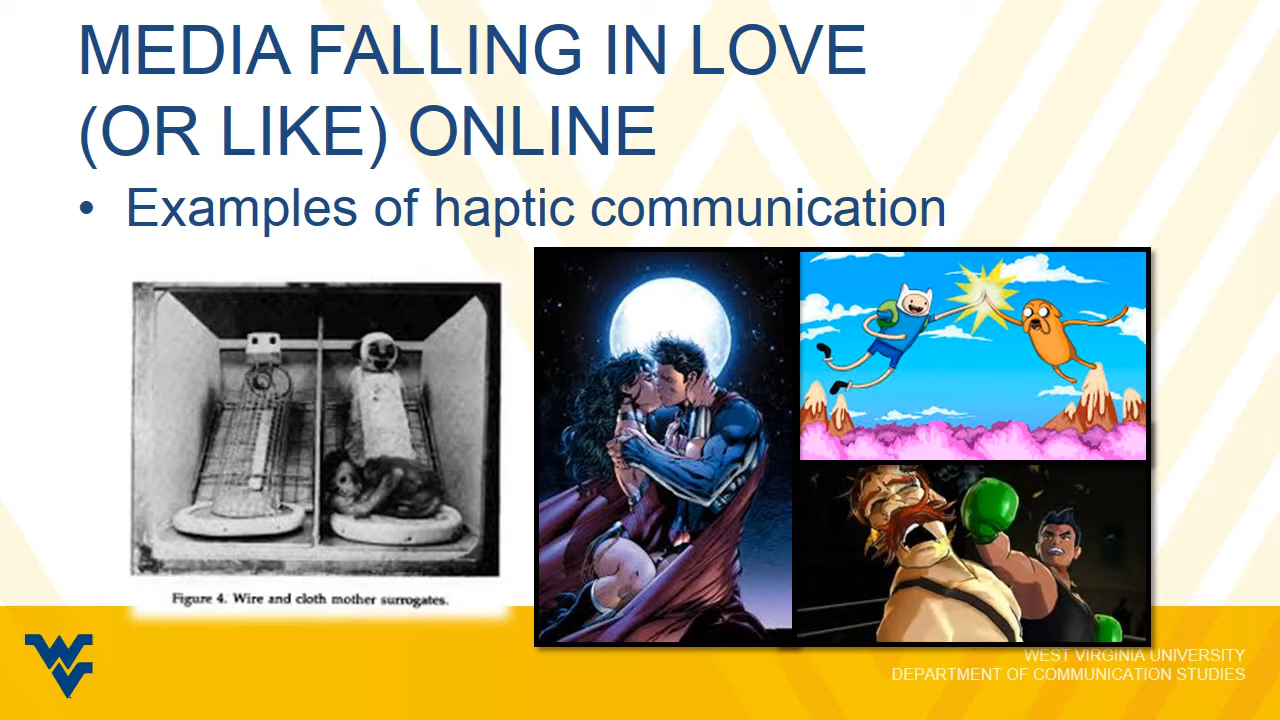 MEDIA FALLING IN LOVE
(OR LIKE) ONLINE
• Examples of haptic communication
Figure 4. Wire and cloth mother surrogates.
WEST VIRGINIA UNIVERSITY
DEPARTMENT OF COMMUNICATION STUDIES